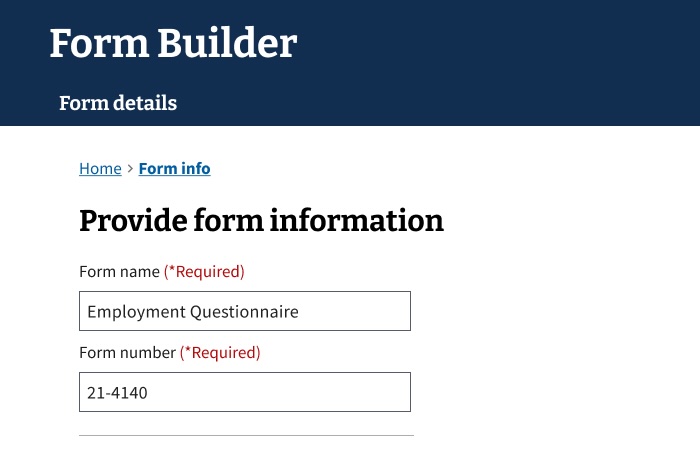 Form Builder
Form details
Home > Form info
Provide form information
Form name (*Required)
Employment Questionnaire
Form number (*Required)
21-4140